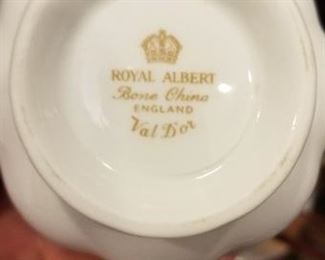 ROYAL ALBERT
Bone China
ENGLAND
Val D'or